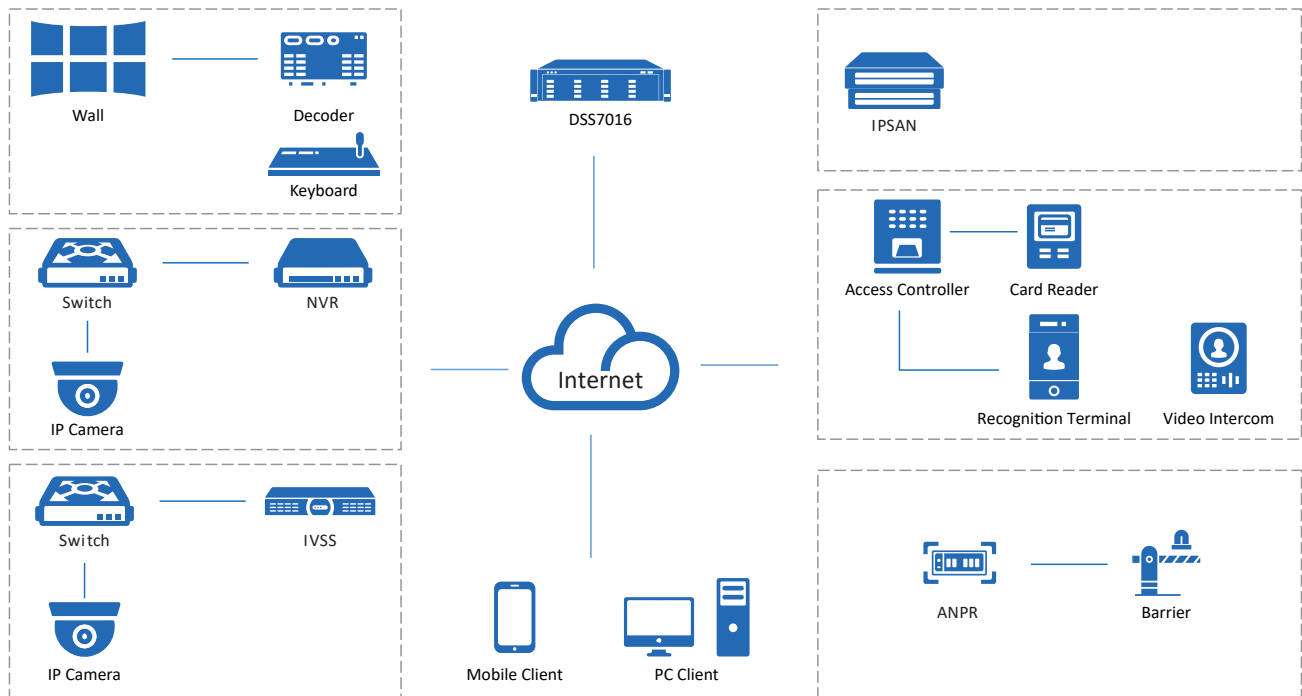 Wall
Decoder
Keyboard
DSS7016
IPSAN
Switch
NVR
IP Camera
Internet
Access Controller
Card Reader
Recognition Terminal
Video Intercom
Switch
IVSS
IP Camera
Mobile Client
PC Client
ANPR
Barrier